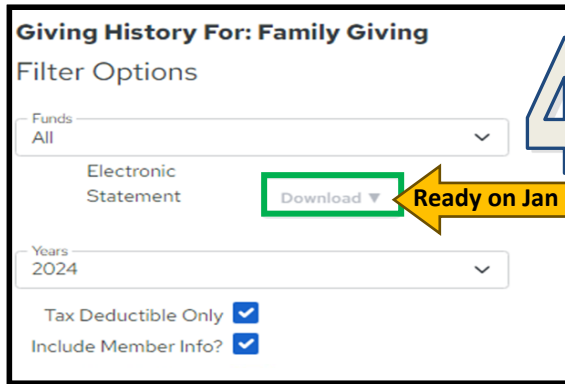 Giving History For: Family Giving
Filter Options
Funds
All
Electronic
Statement
Download ▼
Ready on Jan
Years
2024
Tax Deductible Only
Include Member Info?
4